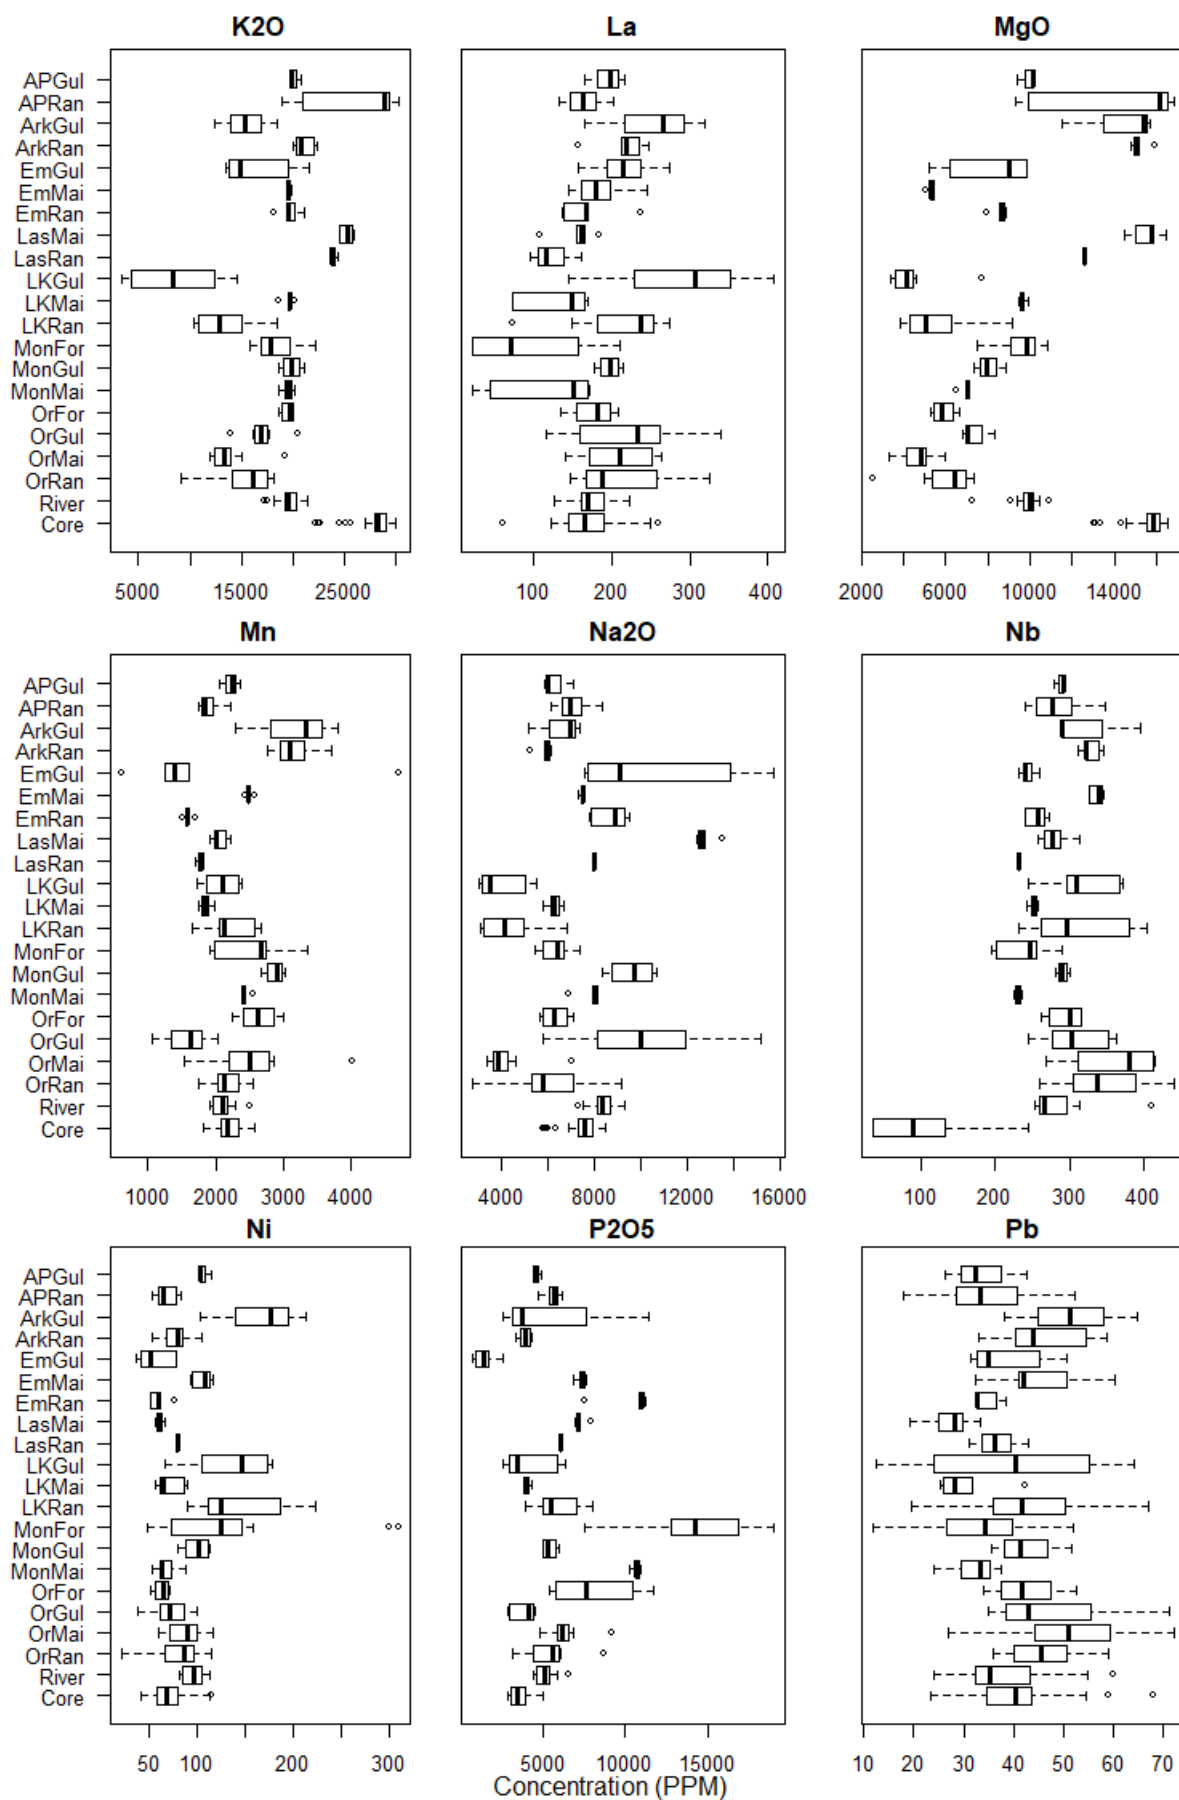 K2O La MgO
APGul
APRan
ArkGul
ArkRan
EmGul
EmMai
EmRan
LasMai
LasRan
LKGul
LKMai
LKRan
MonFor
MonGul
MonMai
OrFor
OrGul
OrMai
OrRan
River
Core
5000 15000 25000 100 200 300 400 2000 6000 10000 14000
Mn Na2O Nb
APGul
APRan
ArkGul
ArkRan
EmGul
EmMai
EmRan
LasMai
LasRan
LKGul
LKMai
LKRan
MonFor
MonGul
MonMai
OrFor
OrGul
OrMai
OrRan
River
Core
1000 2000 3000 4000 4000 8000 12000 16000 100 200 300 400
Ni P2O5 Pb
APGul
APRan
ArkGul
ArkRan
EmGul
EmMai
EmRan
LasMai
LasRan
LKGul
LKMai
LKRan
MonFor
MonGul
MonMai
OrFor
OrGul
OrMai
OrRan
River
Core
50 100 200 300 5000 10000 15000 10 20 30 40 50 60 70
Concentration (PPM)